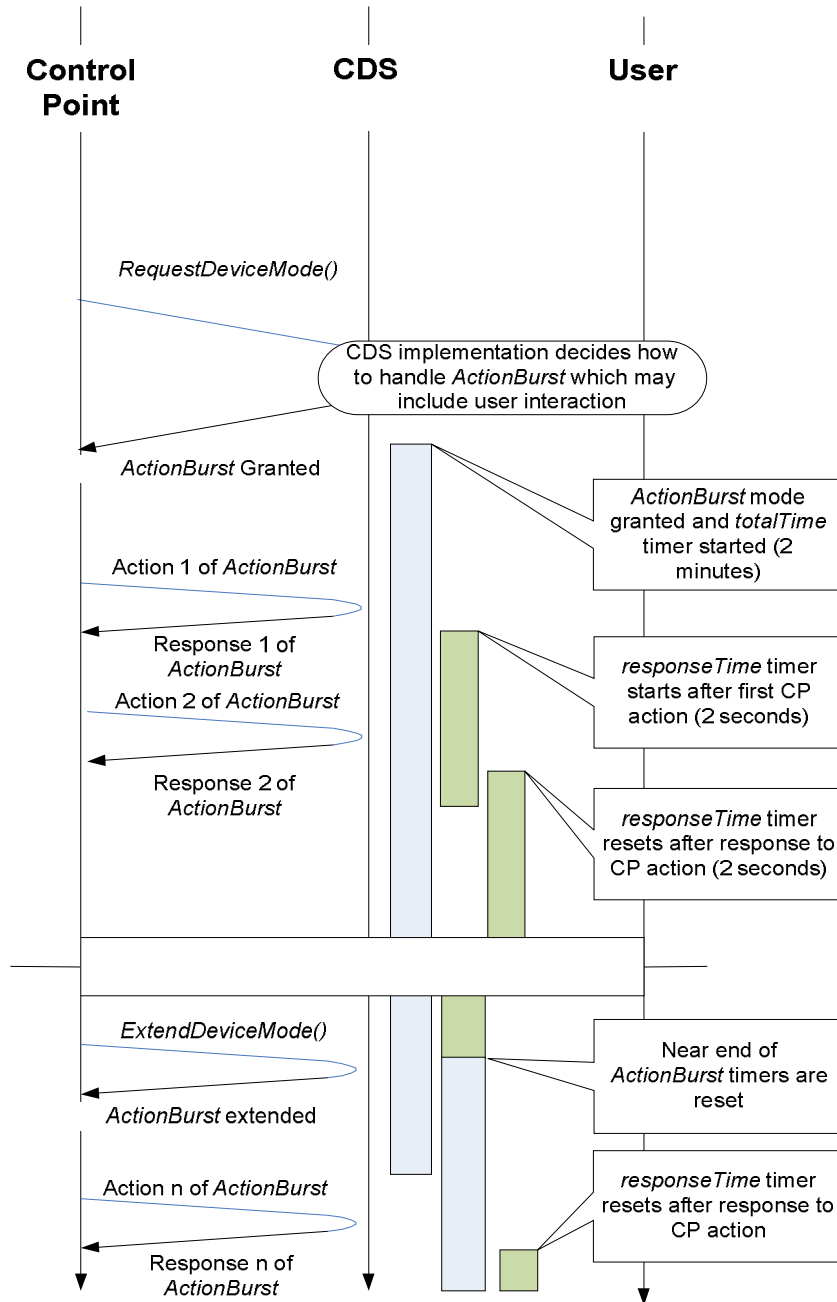 Control
Point
CDS
User
RequestDeviceMode()
CDS implementation decides how
to handle ActionBurst which may
include user interaction
ActionBurst Granted
ActionBurst mode
granted and totalTime
timer started (2
minutes)
Action 1 of ActionBurst
Response 1 of
ActionBurst
responseTime timer
starts after first CP
action (2 seconds)
Action 2 of ActionBurst
Response 2 of
ActionBurst
responseTime timer
resets after response to
CP action (2 seconds)
ExtendDeviceMode()
Near end of
ActionBurst timers are
reset
ActionBurst extended
Action n of ActionBurst
responseTime timer
resets after response to
CP action
Response n of
ActionBurst